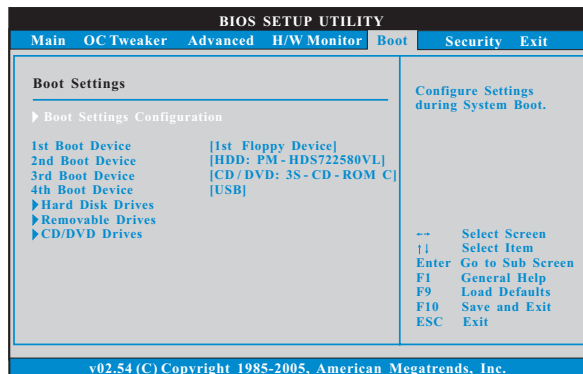 BIOS SETUP UTILITY
Main OC Tweaker Advanced H/W Monitor Boot Security Exit
Boot Settings
Boot Settings Configuration
1st Boot Device [1st Floppy Device]
2nd Boot Device [HDD: PM-HDS722580VL]
3rd Boot Device [CD/DVD: 3S-CD-ROM C]
4th Boot Device [USB]
Hard Disk Drives
Removable Drives
CD/DVD Drives
Configure Settings
during System Boot.
←→ Select Screen
↑↓ Select Item
Enter Go to Sub Screen
F1 General Help
F9 Load Defaults
F10 Save and Exit
ESC Exit
v02.54 (C) Copyright 1985-2005, American Megatrends, Inc.